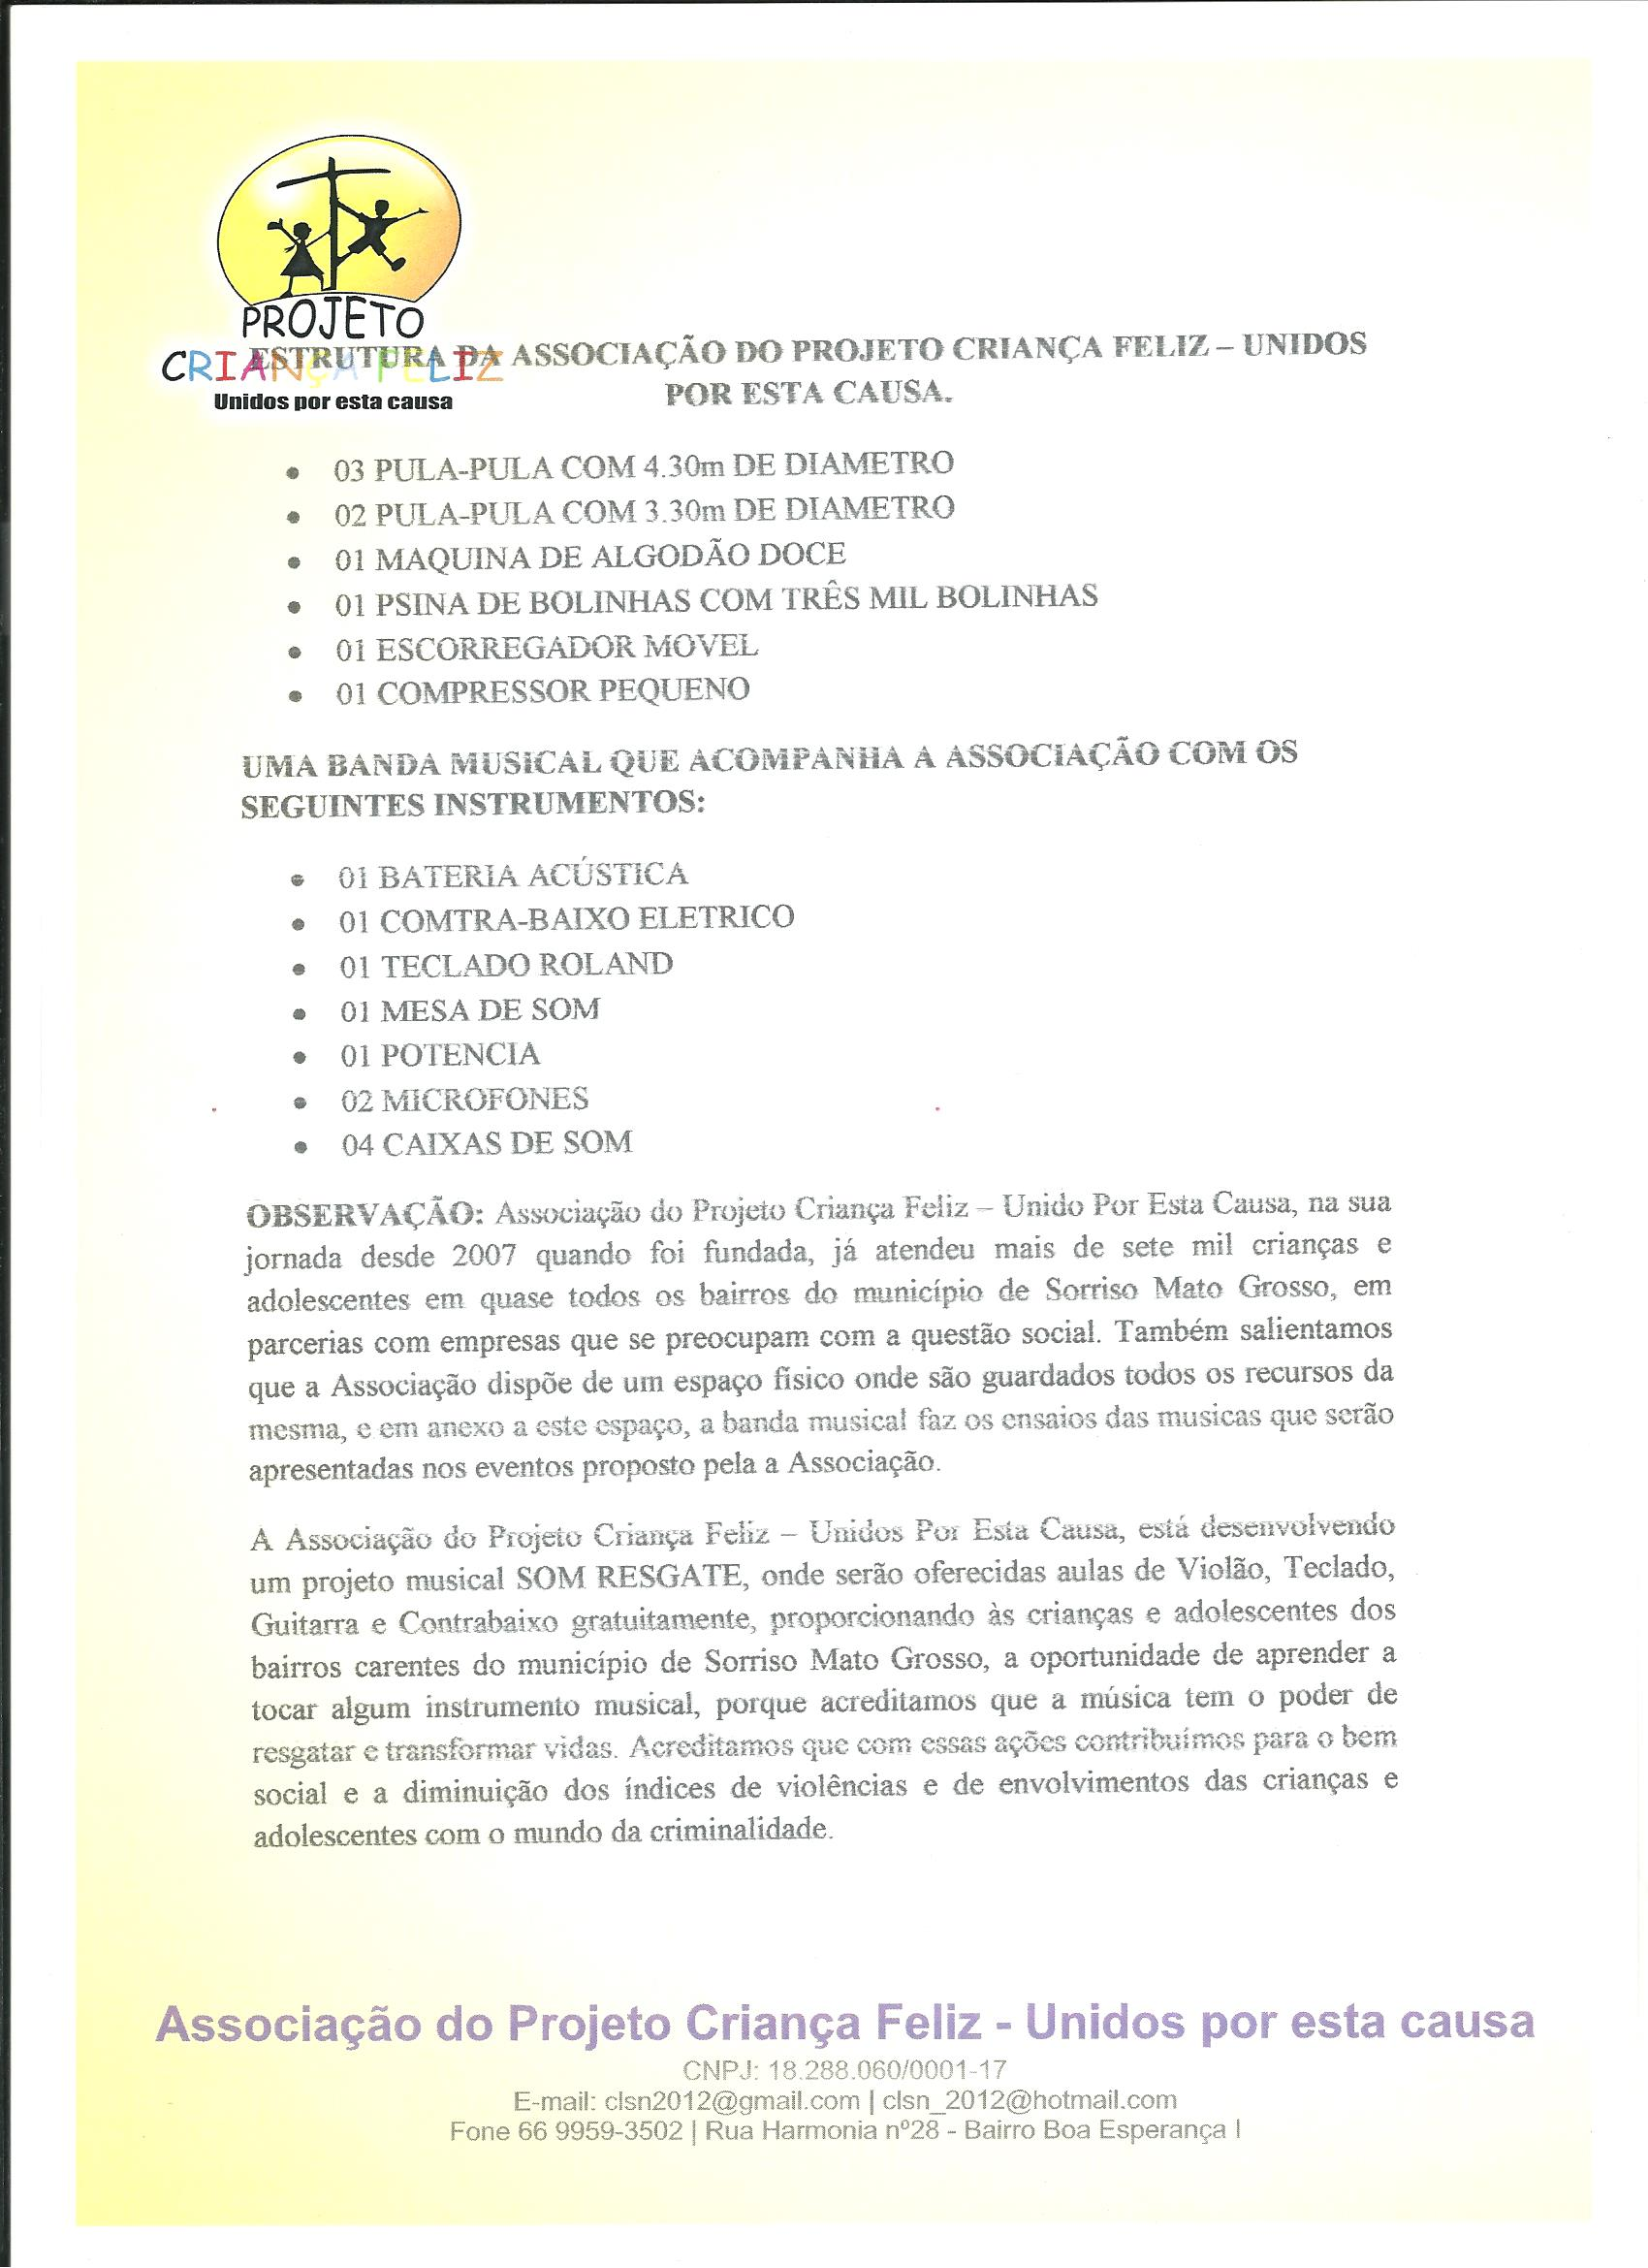 PROJETO
CRIANÇA FELIZ
Unidos por esta causa
ESTRUTURA DA ASSOCIAÇÃO DO PROJETO CRIANÇA FELIZ – UNIDOS
POR ESTA CAUSA.
• 03 PULA-PULA COM 4.30m DE DIAMETRO
• 02 PULA-PULA COM 3.30m DE DIAMETRO
• 01 MAQUINA DE ALGODÃO DOCE
• 01 PSINA DE BOLINHAS COM TRÊS MIL BOLINHAS
• 01 ESCORREGADOR MOVEL
• 01 COMPRESSOR PEQUENO
UMA BANDA MUSICAL QUE ACOMPANHA A ASSOCIAÇÃO COM OS
SEGUINTES INSTRUMENTOS:
• 01 BATERIA ACÚSTICA
• 01 COMTRA-BAIXO ELETRICO
• 01 TECLADO ROLAND
• 01 MESA DE SOM
• 01 POTENCIA
• 02 MICROFONES
• 04 CAIXAS DE SOM
OBSERVAÇÃO: Associação do Projeto Criança Feliz – Unido Por Esta Causa, na sua
jornada desde 2007 quando foi fundada, já atendeu mais de sete mil crianças e
adolescentes em quase todos os bairros do município de Sorriso Mato Grosso, em
parcerias com empresas que se preocupam com a questão social. Também salientamos
que a Associação dispõe de um espaço físico onde são guardados todos os recursos da
mesma, e em anexo a este espaço, a banda musical faz os ensaios das musicas que serão
apresentadas nos eventos proposto pela a Associação.
A Associação do Projeto Criança Feliz – Unidos Por Esta Causa, está desenvolvendo
um projeto musical SOM RESGATE, onde serão oferecidas aulas de Violão, Teclado,
Guitarra e Contrabaixo gratuitamente, proporcionando às crianças e adolescentes dos
bairros carentes do município de Sorriso Mato Grosso, a oportunidade de aprender a
tocar algum instrumento musical, porque acreditamos que a música tem o poder de
resgatar e transformar vidas. Acreditamos que com essas ações contribuímos para o bem
social e a diminuição dos índices de violências e de envolvimentos das crianças e
adolescentes com o mundo da criminalidade.
Associação do Projeto Criança Feliz - Unidos por esta causa
CNPJ: 18.288.060/0001-17
E-mail: clsn2012@gmail.com | clsn_2012@hotmail.com
Fone 66 9959-3502 | Rua Harmonia nº28 - Bairro Boa Esperança I